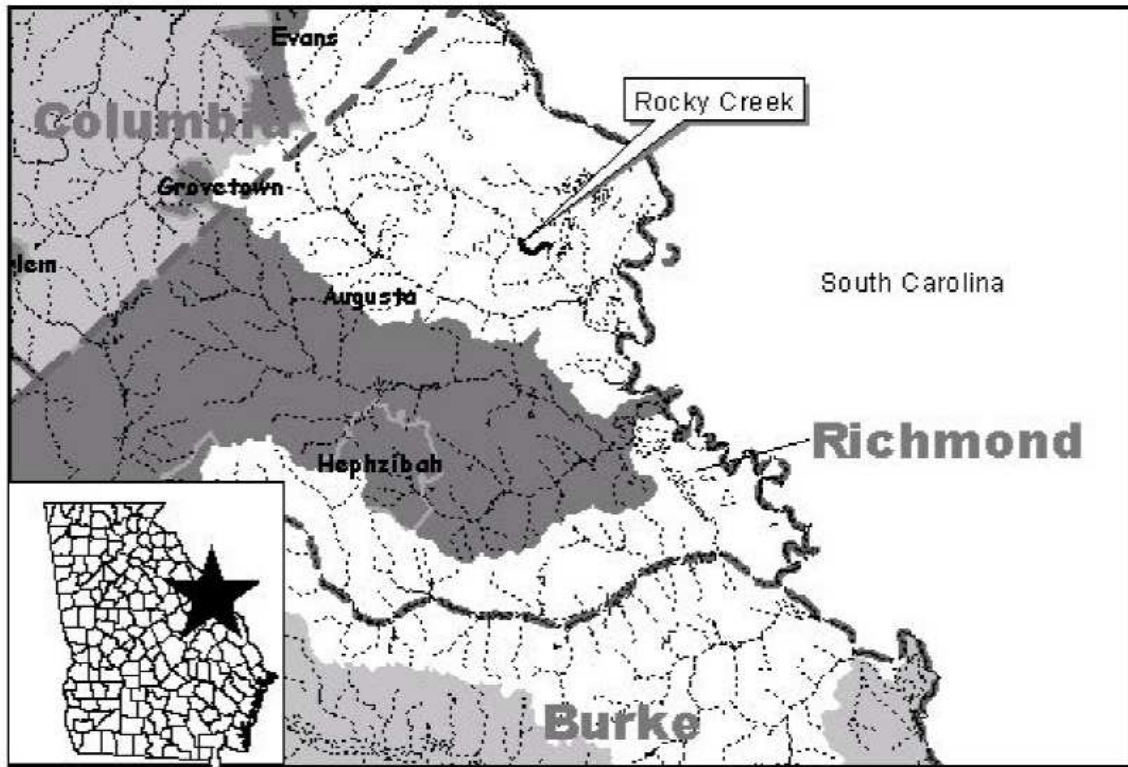 Evans
Rocky Creek
Columbia
Grovetown
lem
South Carolina
Augusta
Richmond
Hephzibah
Burke